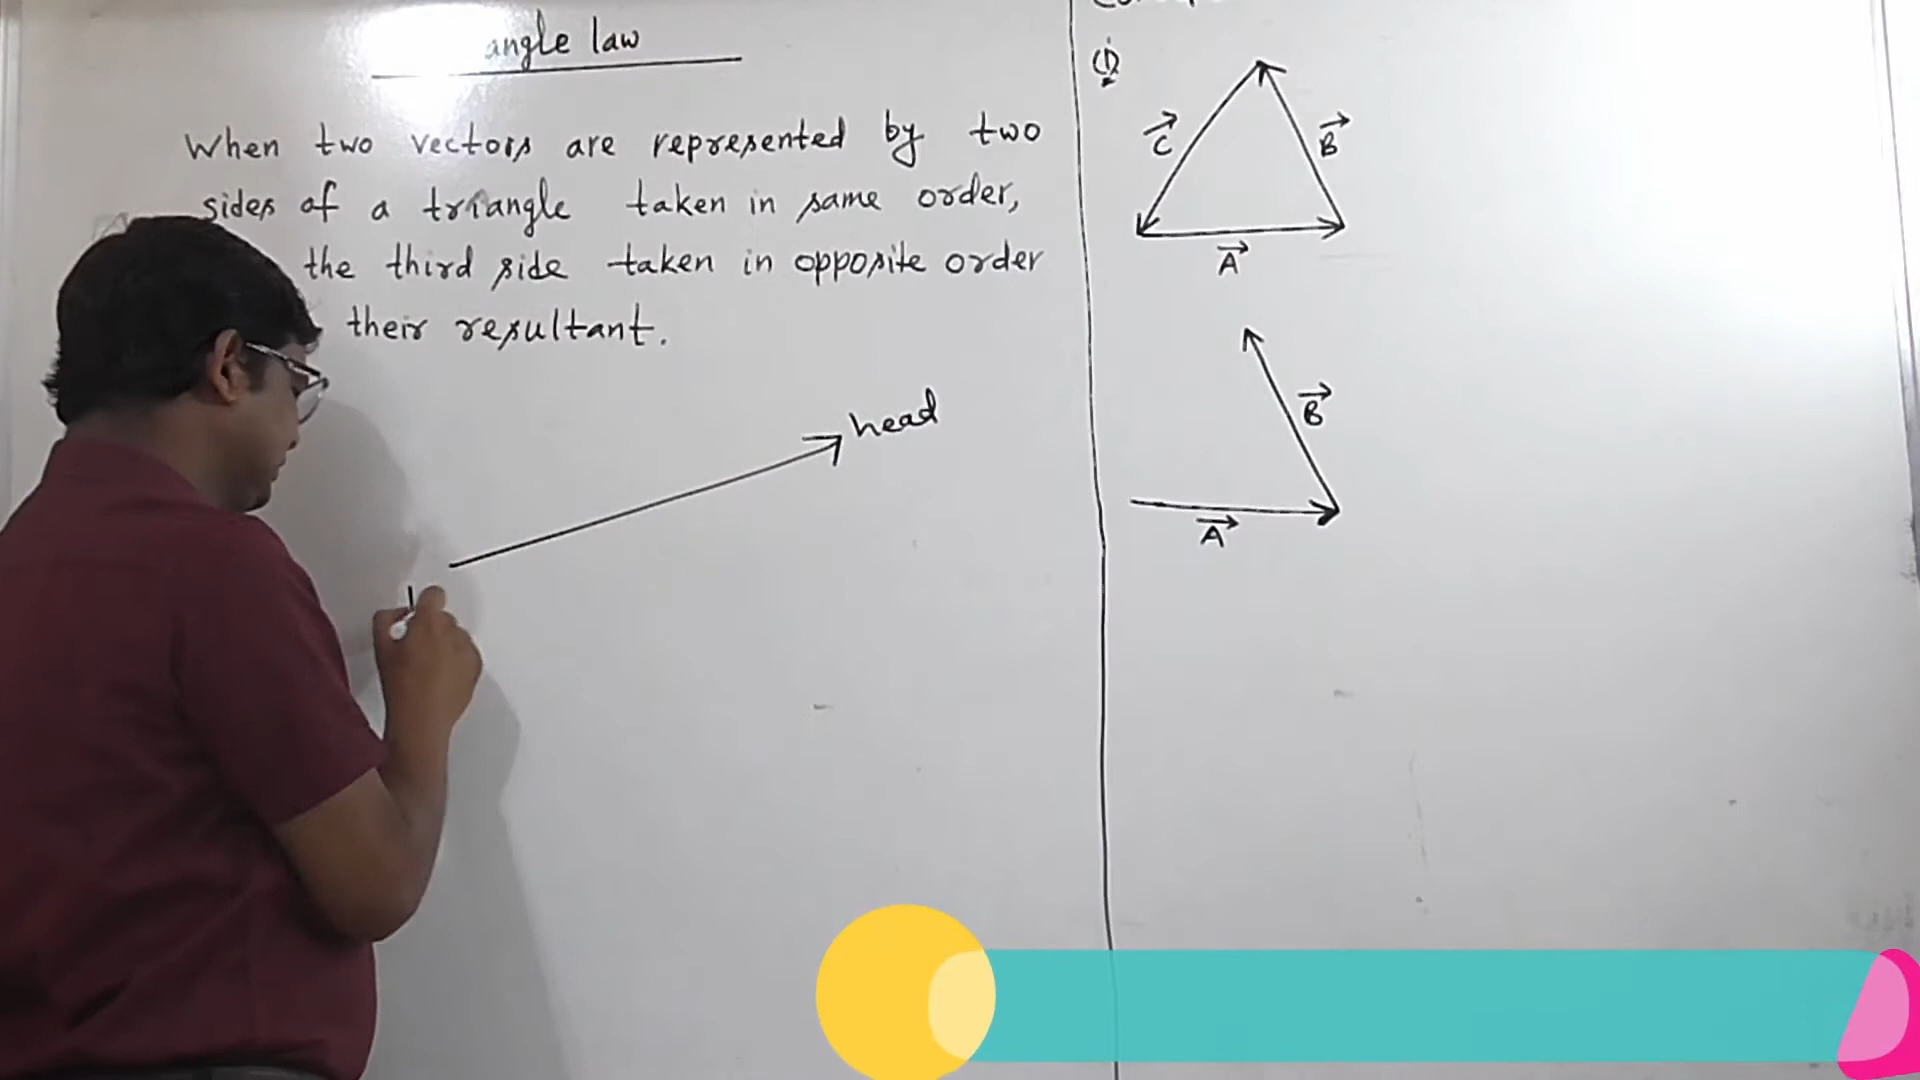 angle law
When two vectors are represented by two
sides of a triangle taken in same order,
the third side taken in opposite order
their resultant.
head
(1)
C
B
A
B
A